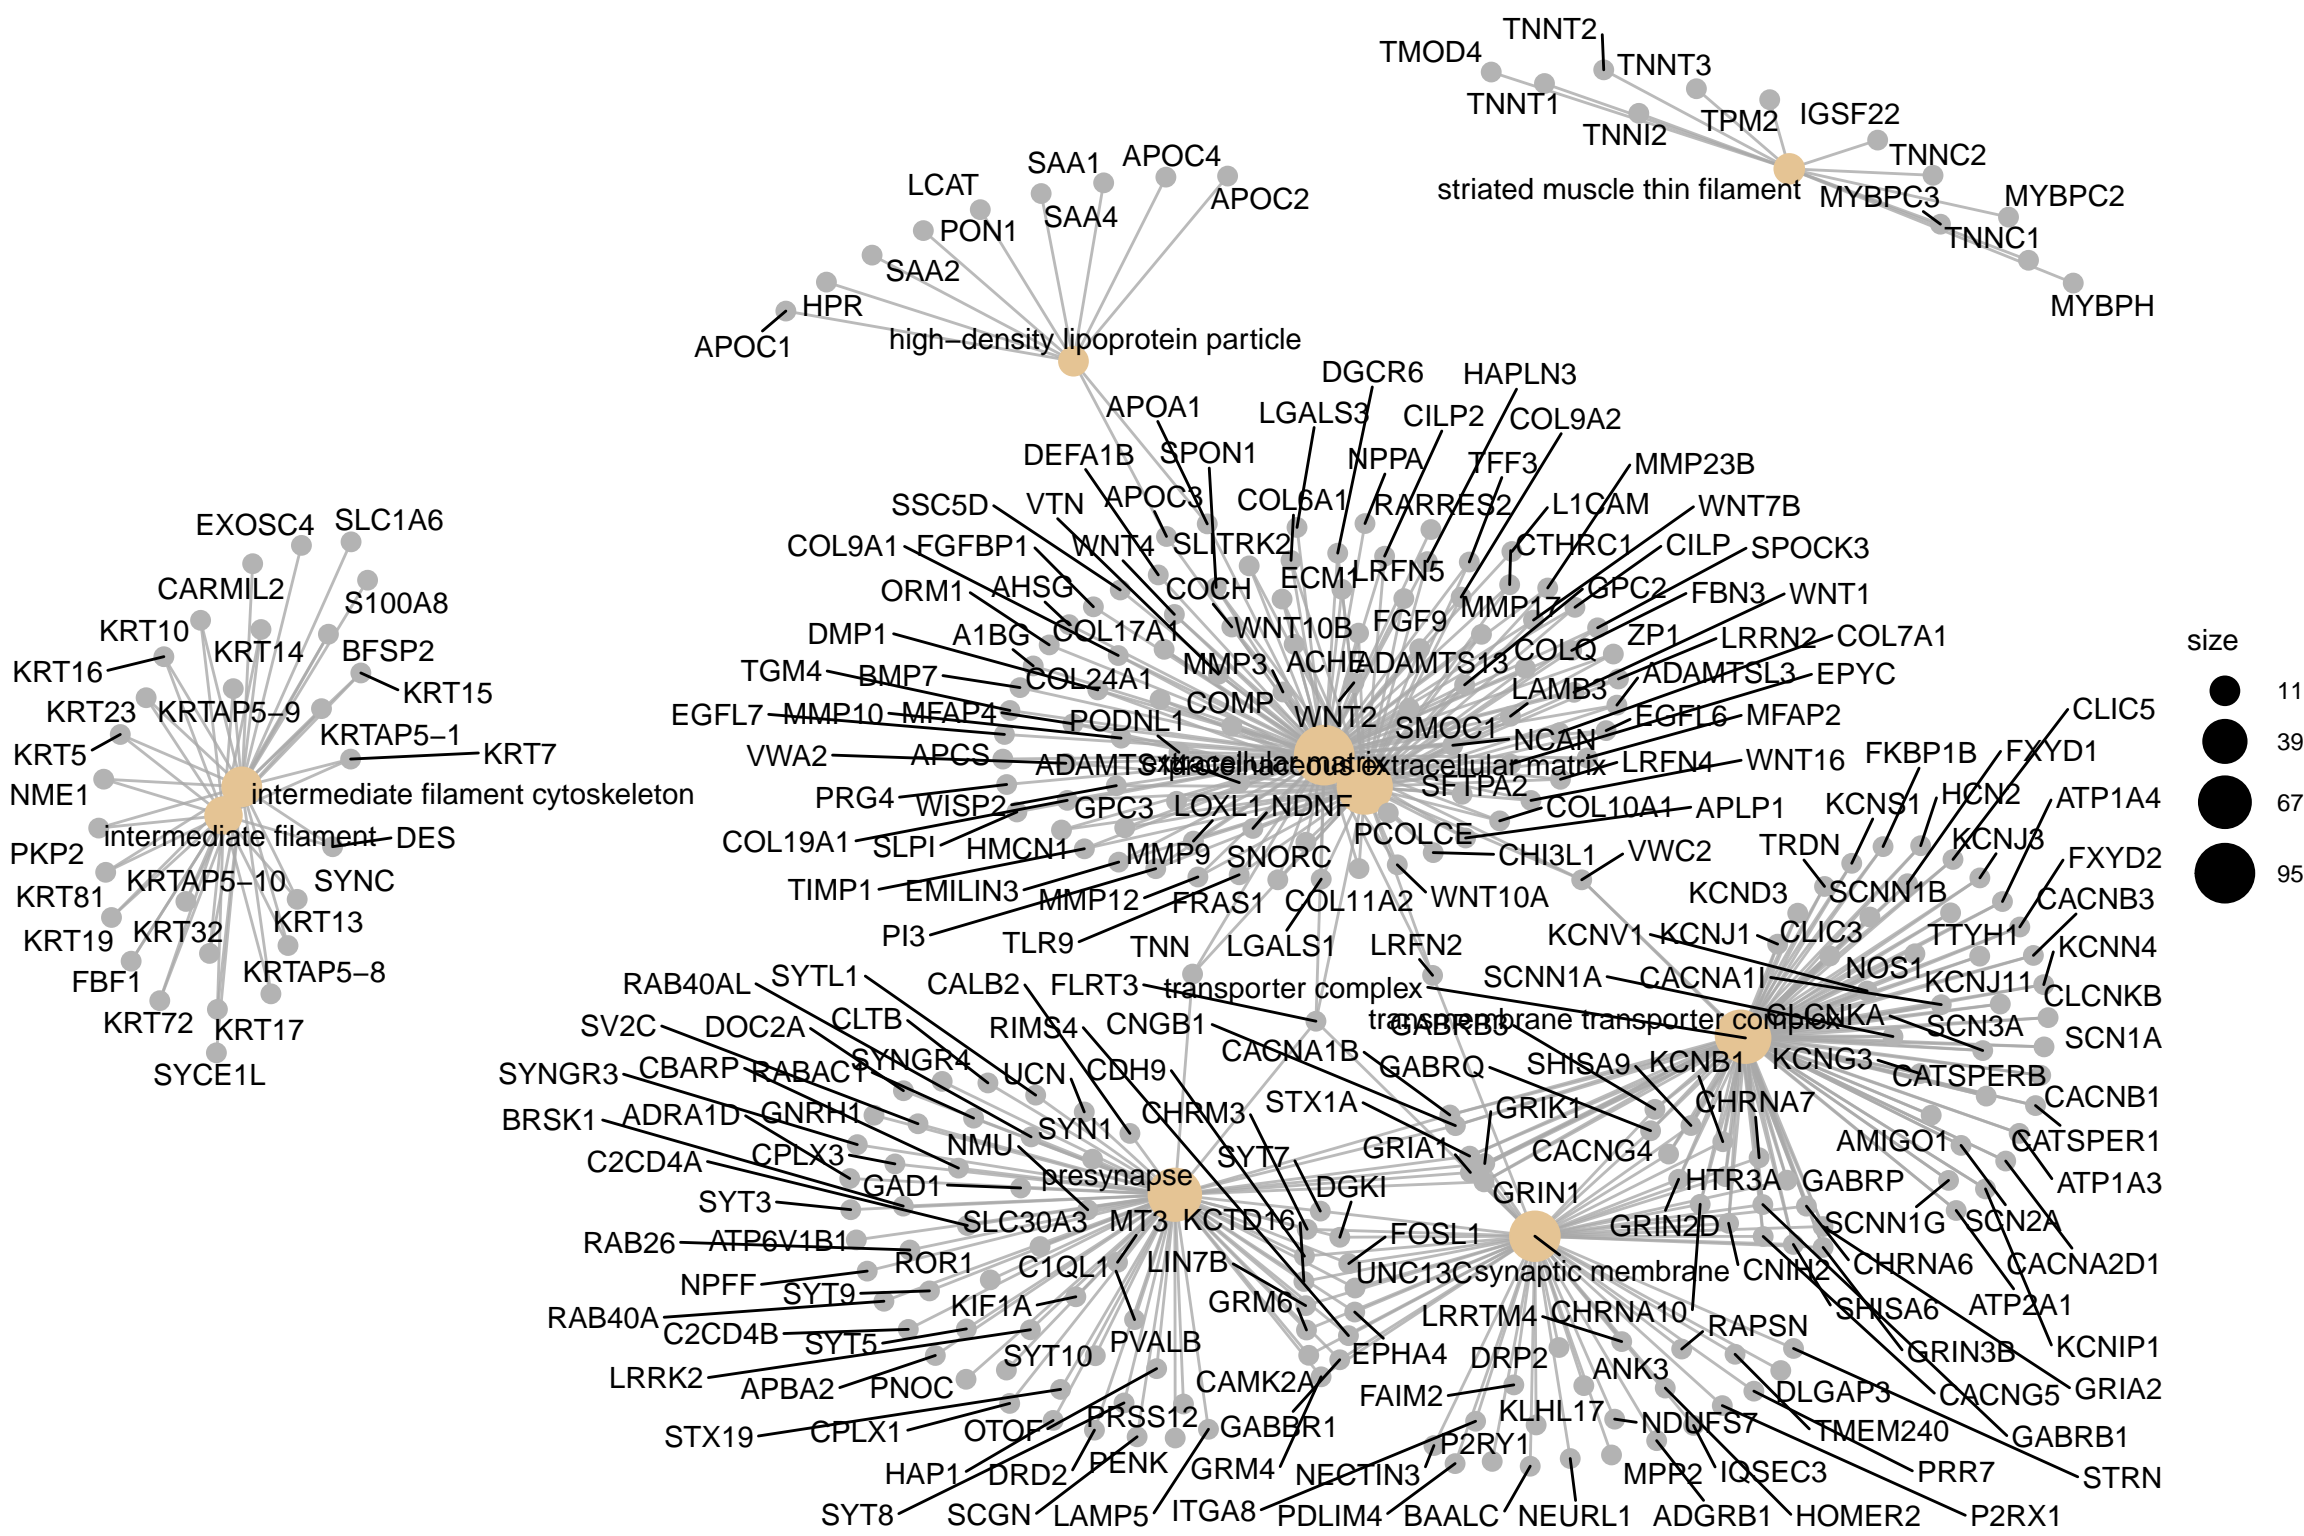 TNNT2
TMOD4
TNNT3
TNNT1
TPM2
IGSF22
TNNI2
TNNC2
striated muscle thin filament
MYBPC3
MYBPC2
TNNC1
MYBPH
SAA1
APOC4
LCAT
SAA4
APOC2
PON1
SAA2
HPR
APOC1
high−density lipoprotein particle
DGCR6
HAPLN3
APOA1
LGALS3
CILP2
COL9A2
DEFA1B
SPON1
NPPA
TFF3
MMP23B
SSC5D
VTN
APOC3
COL6A1
RARRES2
L1CAM
WNT7B
COL9A1
FGFBP1
WNT4
SLITRK2
CTHRC1
CILP
SPOCK3
ORM1
AHSG
COCH
ECM1
LRFN5
MMP17
GPC2
FBN3
WNT1
DMP1
A1BG
COL17A1
WNT10B
FGF9
COLQ
ZP1
LRRN2
COL7A1
TGM4
BMP7
COL24A1
MMP3
ACHE
ADAMTS13
LAMB3
ADAMTSL3
EPYC
EGFL7
MMP10
MFAP4
PODNL1
COMP
WNT2
SMOC1
NCAN
EGFL6
MFAP2
VWA2
APCS
extracellular matrix
proteinaceous extracellular matrix
LRFN4
WNT16
PRG4
WISP2
GPC3
LOXL1
NDNF
SFTPA2
COL10A1
APLP1
COL19A1
SLPI
HMCN1
MMP9
SNORC
PCOLCE
CHI3L1
VWC2
TIMP1
EMILIN3
MMP12
FRAS1
COL11A2
WNT10A
PI3
TLR9
TNN
LGALS1
LRFN2
EXOSC4
SLC1A6
CARMIL2
S100A8
KRT10
KRT14
BFSP2
KRT16
KRT15
KRT23
KRTAP5−9
KRTAP5−1
KRT7
KRT5
NME1
intermediate filament cytoskeleton
intermediate filament
DES
PKP2
KRTAP5−10
SYNC
KRT81
KRT13
KRT19
KRT32
FBF1
KRTAP5−8
KRT72
KRT17
SYCE1L
size
11
39
67
95
CLIC5
FKBP1B
FXYD1
KCNS1
HCN2
ATP1A4
TRDN
KCNJ3
FXYD2
KCND3
SCNN1B
CACNB3
KCNV1
KCNJ1
CLIC3
TTYH1
KCNN4
SCNN1A
CACNA1I
NOS1
KCNJ11
CLCNKB
transporter complex
transmembrane transporter complex
CLCNKA
SCN3A
SCN1A
GABRB3
SHISA9
KCNB1
KCNG3
CATSPERB
CACNB1
CHRNA7
AMIGO1
CATSPER1
ATP1A3
RAB40AL
SYTL1
CALB2
FLRT3
SV2C
DOC2A
CLTB
RIMS4
CNGB1
CACNA1B
GABRQ
SYNGR3
CBARP
RABAC1
SYNGR4
UCN
CDH9
STX1A
GRIK1
BRSK1
ADRA1D
GNRH1
NMU
SYN1
CHRM3
GRIA1
CACNG4
C2CD4A
CPLX3
presynapse
SYT7
DGKI
GRIN1
HTR3A
GABRP
SYT3
GAD1
SLC30A3
MT3
KCTD16
FOSL1
GRIN2D
SCNN1G
SCN2A
RAB26
ATP6V1B1
ROR1
C1QL1
LIN7B
UNC13C
synaptic membrane
CNIH2
CHRNA6
CACNA2D1
NPFF
SYT9
KIF1A
GRM6
LRRTM4
CHRNA10
RAPSN
SHISA6
ATP2A1
RAB40A
C2CD4B
SYT5
SYT10
PVALB
EPHA4
DRP2
ANK3
GRIN3B
KCNIP1
LRRK2
APBA2
PNOC
CAMK2A
FAIM2
DLGAP3
CACNG5
GRIA2
STX19
CPLX1
OTOF
PRSS12
GABBR1
KLHL17
NDUFS7
TMEM240
GABRB1
HAP1
DRD2
PENK
GRM4
NECTIN3
P2RY1
MPP2
IQSEC3
PRR7
STRN
SYT8
SCGN
LAMP5
ITGA8
PDLIM4
BAALC
NEURL1
ADGRB1
HOMER2
P2RX1